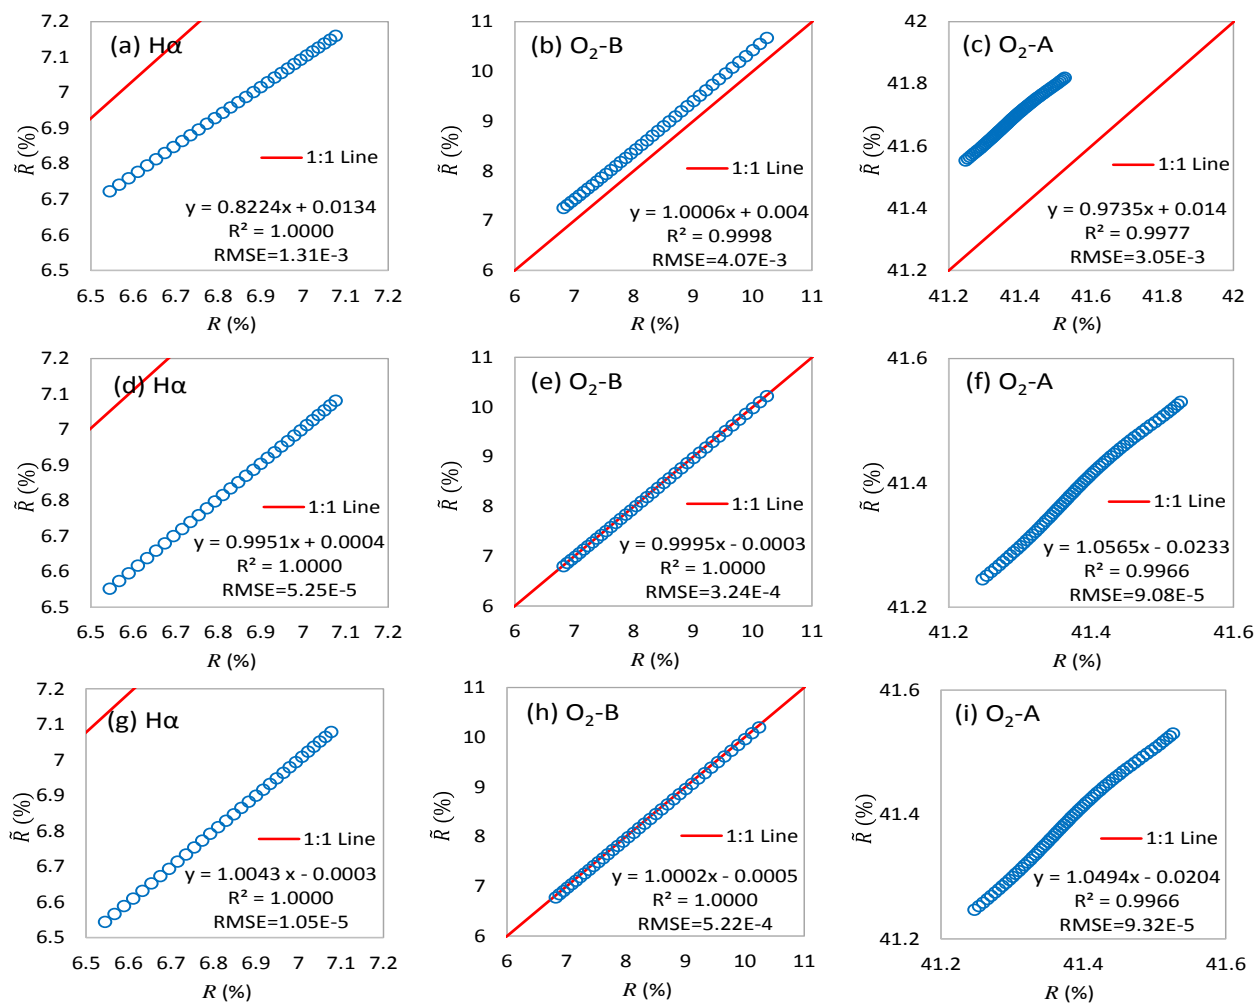 (a) Hα
7.2
7.1
7
6.9
6.8
6.7
6.6
6.5
R̃ (%)
1:1 Line
y = 0.8224x + 0.0134
R² = 1.0000
RMSE=1.31E-3
6.5 6.6 6.7 6.8 6.9 7 7.1 7.2
R (%)
(b) O₂-B
11
10
9
8
7
6
R̃ (%)
1:1 Line
y = 1.0006x + 0.004
R² = 0.9998
RMSE=4.07E-3
6 7 8 9 10 11
R (%)
(c) O₂-A
42
41.8
41.6
41.4
41.2
R̃ (%)
1:1 Line
y = 0.9735x + 0.014
R² = 0.9977
RMSE=3.05E-3
41.2 41.4 41.6 41.8 42
R (%)
(d) Hα
7.2
7.1
7
6.9
6.8
6.7
6.6
6.5
R̃ (%)
1:1 Line
y = 0.9951x + 0.0004
R² = 1.0000
RMSE=5.25E-5
6.5 6.6 6.7 6.8 6.9 7 7.1 7.2
R (%)
(e) O₂-B
11
10
9
8
7
6
R̃ (%)
1:1 Line
y = 0.9995x - 0.0003
R² = 1.0000
RMSE=3.24E-4
6 7 8 9 10 11
R (%)
(f) O₂-A
41.6
41.4
41.2
R̃ (%)
1:1 Line
y = 1.0565x - 0.0233
R² = 0.9966
RMSE=9.08E-5
41.2 41.4 41.6
R (%)
(g) Hα
7.2
7.1
7
6.9
6.8
6.7
6.6
6.5
R̃ (%)
1:1 Line
y = 1.0043 x - 0.0003
R² = 1.0000
RMSE=1.05E-5
6.5 6.6 6.7 6.8 6.9 7 7.1 7.2
R (%)
(h) O₂-B
11
10
9
8
7
6
R̃ (%)
1:1 Line
y = 1.0002x - 0.0005
R² = 1.0000
RMSE=5.22E-4
6 7 8 9 10 11
R (%)
(i) O₂-A
41.6
41.4
41.2
R̃ (%)
1:1 Line
y = 1.0494x - 0.0204
R² = 0.9966
RMSE=9.32E-5
41.2 41.4 41.6
R (%)